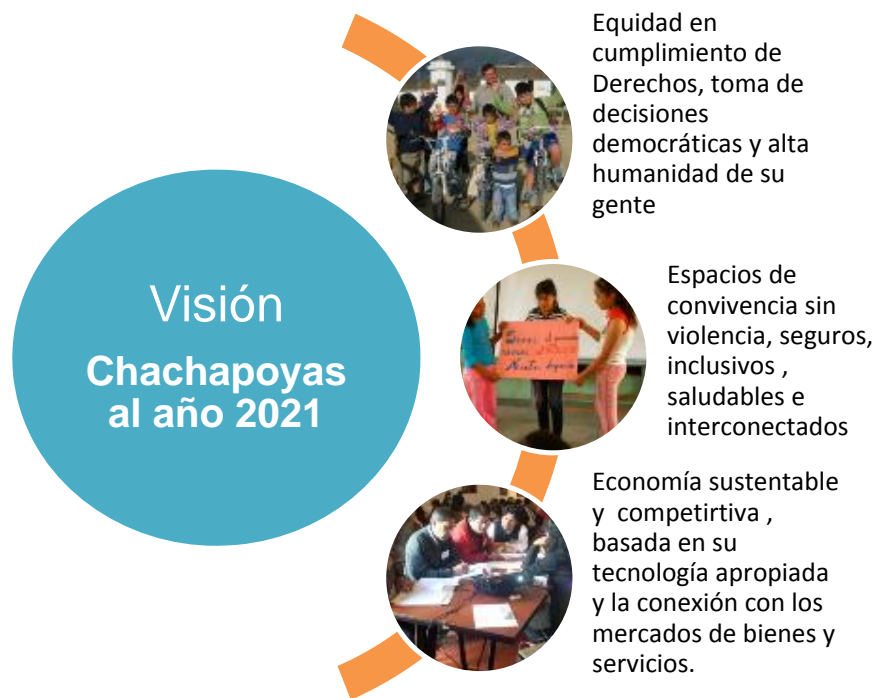 Visión
Chachapoyas
al año 2021
Equidad en
cumplimiento de
Derechos, toma de
decisiones
democráticas y alta
humanidad de su
gente
Espacios de
convivencia sin
violencia, seguros,
inclusivos ,
saludables e
interconectados
Economía sustentable
y competirtiva ,
basada en su
tecnología apropiada
y la conexión con los
mercados de bienes y
servicios.